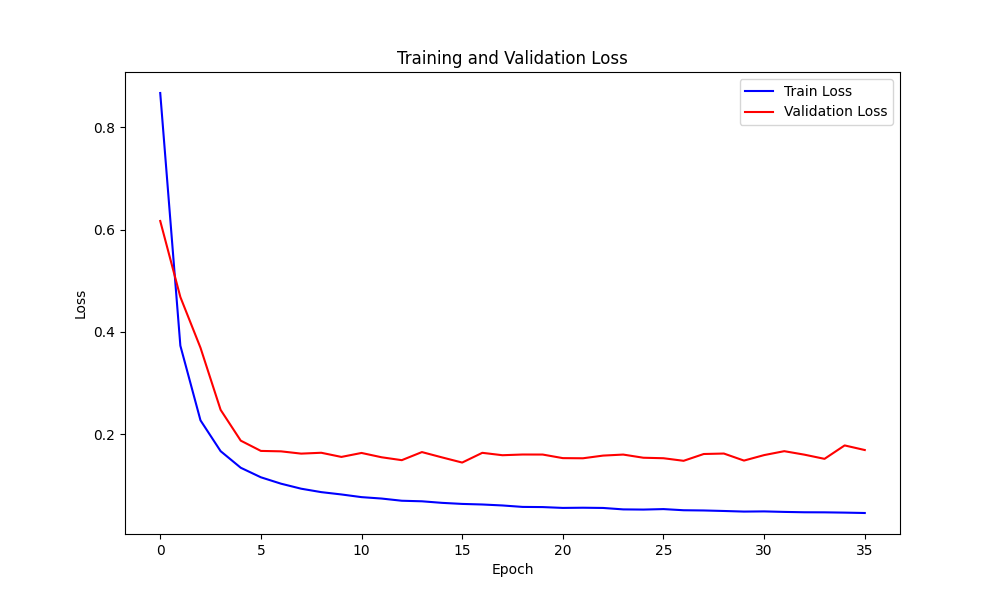 Training and Validation Loss
Train Loss
Validation Loss
0.8
0.6
0.4
0.2
Loss
0 5 10 15 20 25 30 35
Epoch